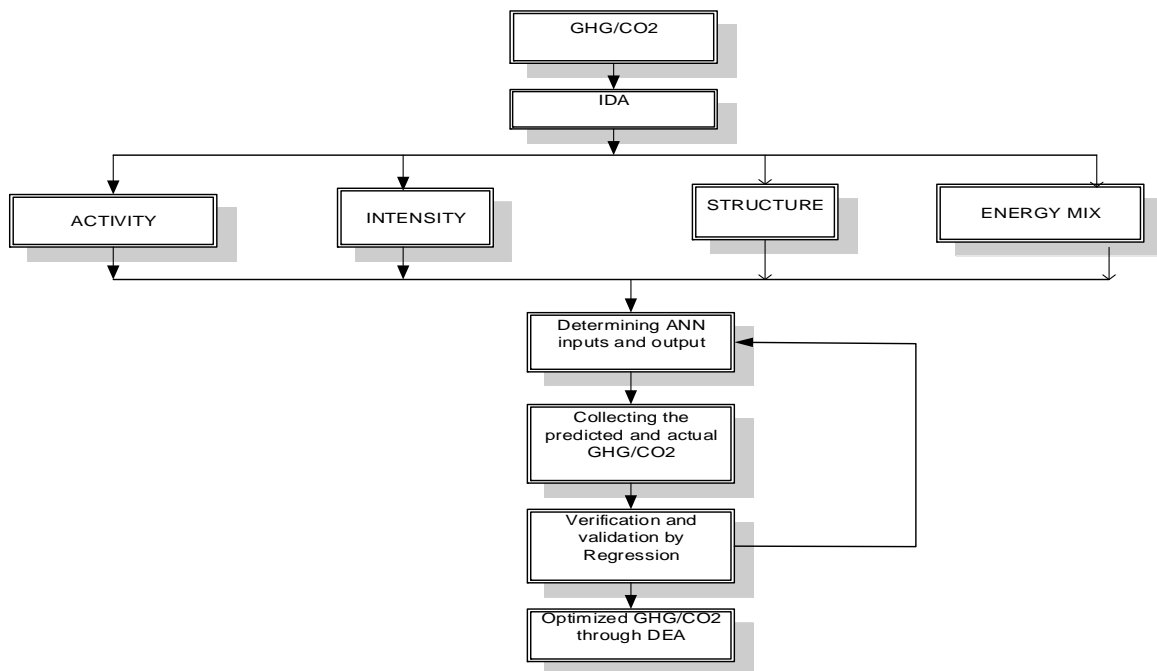 GHG/CO2
IDA
ACTIVITY
INTENSITY
STRUCTURE
ENERGY MIX
Determining ANN
inputs and output
Collecting the
predicted and actual
GHG/CO2
Verification and
validation by
Regression
Optimized GHG/CO2
through DEA